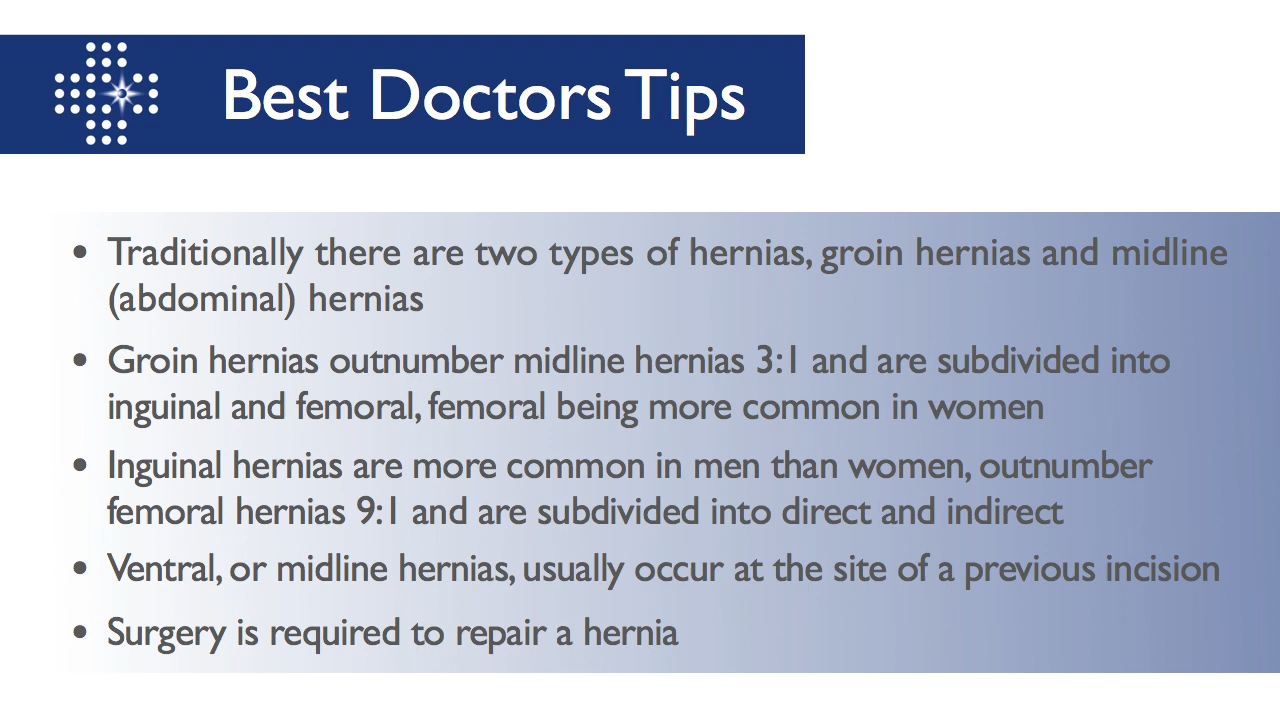 Best Doctors Tips
• Traditionally there are two types of hernias, groin hernias and midline
(abdominal) hernias
• Groin hernias outnumber midline hernias 3:1 and are subdivided into
inguinal and femoral, femoral being more common in women
• Inguinal hernias are more common in men than women, outnumber
femoral hernias 9:1 and are subdivided into direct and indirect
• Ventral, or midline hernias, usually occur at the site of a previous incision
• Surgery is required to repair a hernia